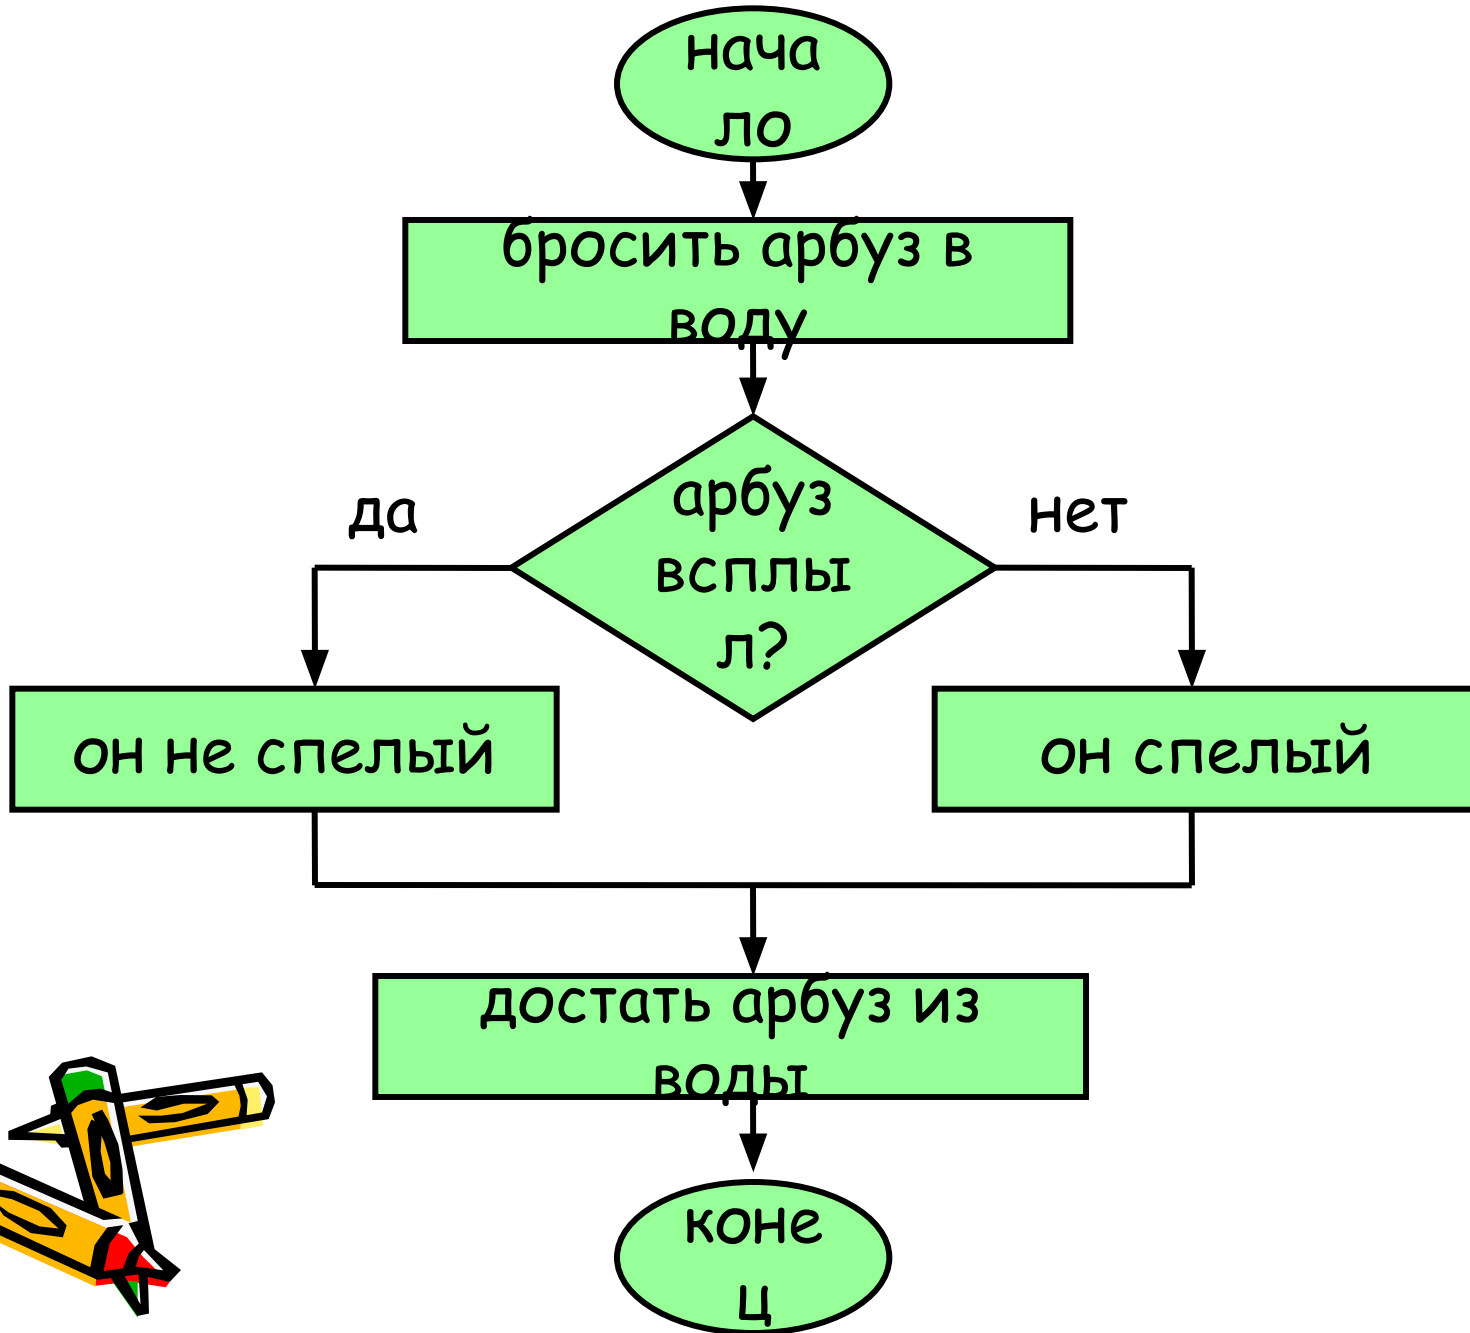 нача
ло
бросить арбуз в
воду
арбуз
всплы
л?
да
нет
он не спелый
он спелый
достать арбуз из
воды
коне
ц